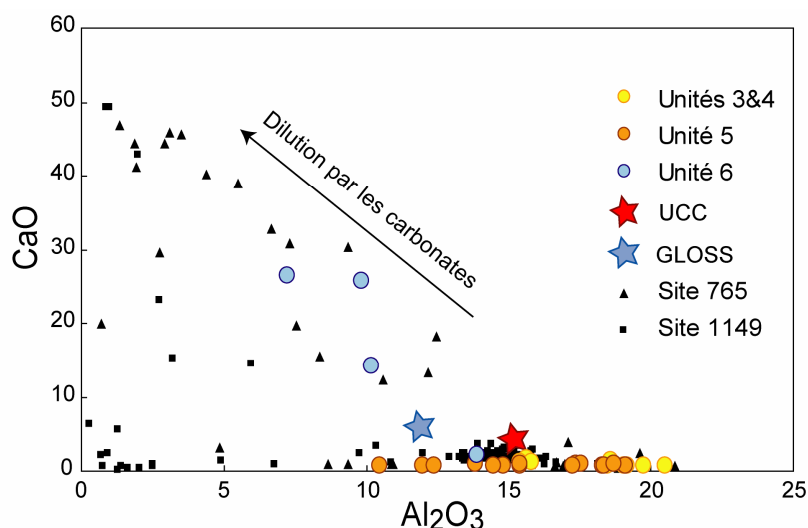 60
50
40
30
20
10
0
CaO
0 5 10 15 20 25
Al2O3
Dilution par les carbonates
Unités 3&4
Unité 5
Unité 6
UCC
GLOSS
Site 765
Site 1149